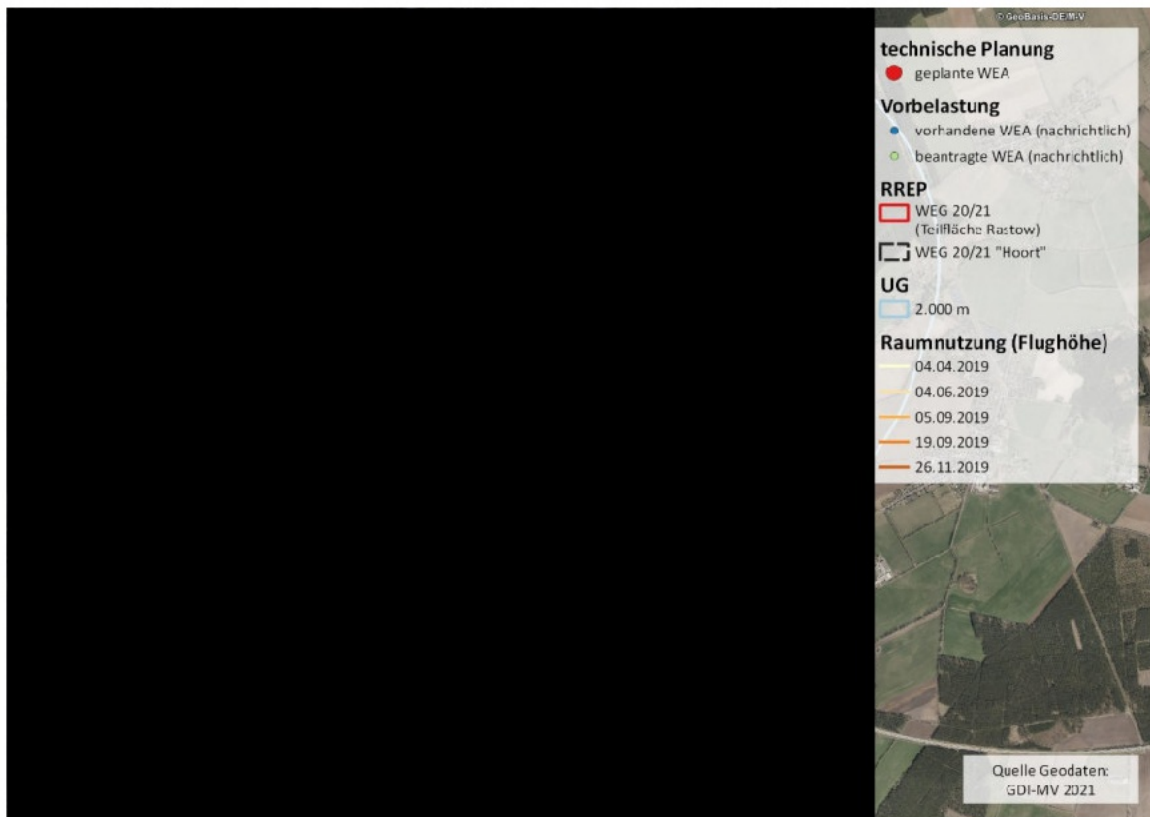 © GeoBasis-DE/M-V
technische Planung
geplante WEA
Vorbelastung
vorhandene WEA (nachrichtlich)
beantragte WEA (nachrichtlich)
RREP
WEG 20/21
(Teilfläche Rastow)
WEG 20/21 "Hoort"
UG
2.000 m
Raumnutzung (Flughöhe)
04.04.2019
04.06.2019
05.09.2019
19.09.2019
26.11.2019
Quelle Geodaten:
GDI-MV 2021